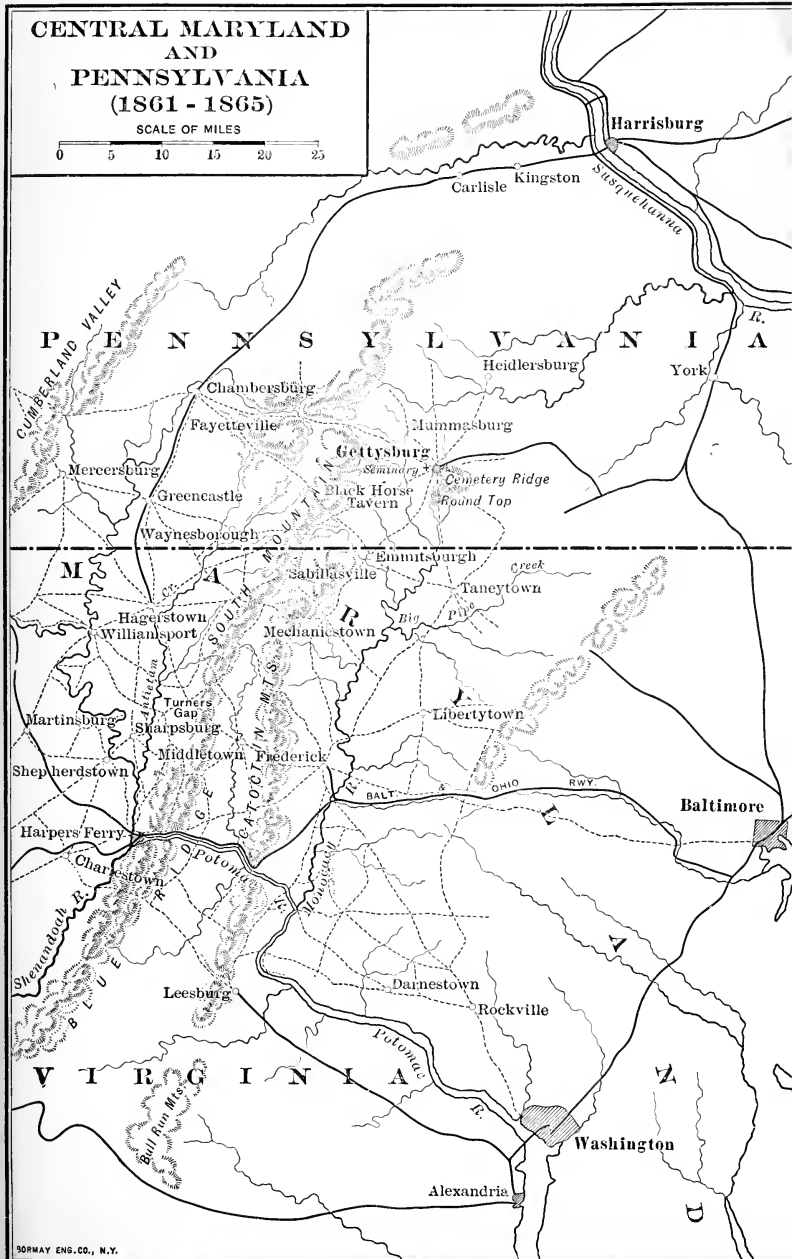 CENTRAL MARYLAND
AND
PENNSYLVANIA
(1861 - 1865)
SCALE OF MILES
0 5 10 15 20 25
Harrisburg
Kingston
Carlisle
Susquehanna
R.
CUMBERLAND VALLEY
PENNSYLVANIA
Heidlersburg
York
Chambersburg
Fayetteville
Mummasburg
Gettysburg
Seminary
Cemetery Ridge
Mercersburg
Greencastle
Black Horse
Tavern
Round Top
Waynesborough
SOUTH MOUNTAIN
Emmitsburgh
MARYLAND
Sabillasville
Creek
Cr.
Taneytown
Hagerstown
Williamsport
Mechanicstown
Big Pipe
Antietam
Turners
Gap
CATOCTIN MTS.
Libertytown
Martinsburg
Sharpsburg
Middletown
Frederick
Shepherdstown
R.
BALT. & OHIO RWY.
Baltimore
Harpers Ferry
Potomac
R.
Monocacy
Charlestown
BLUE RIDGE
Shenandoah R.
Leesburg
Darnestown
Rockville
Potomac
R.
VIRGINIA
Bull Run Mts.
Washington
Alexandria
BORMAY ENG.CO., N.Y.